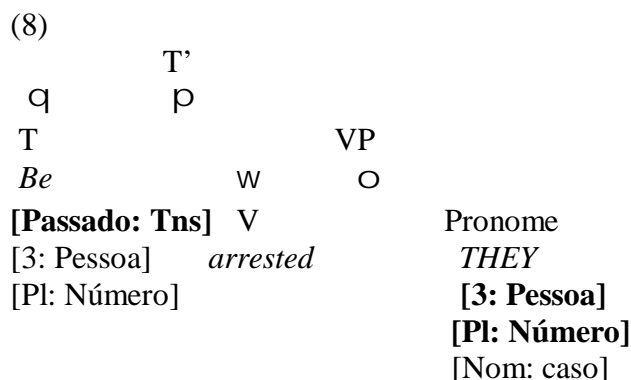 (8)
T’
q p
T VP
Be w o
[Passado: Tns] V Pronome
[3: Pessoa] arrested THEY
[Pl: Número] [3: Pessoa]
[Pl: Número]
[Nom: caso]